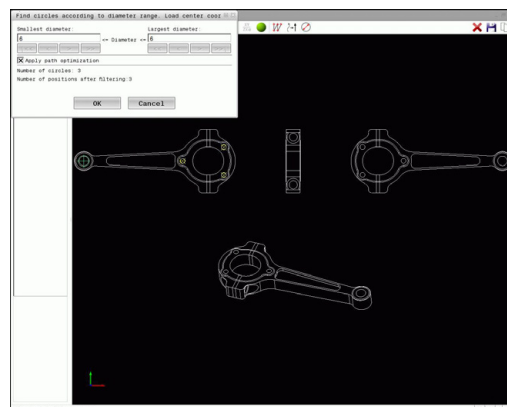 Find circles according to diameter range. Load center coor
Smallest diameter:
Largest diameter:
6
<= Diameter <=
6
Apply path optimization
Number of circles: 3
Number of positions after filtering:3
OK
Cancel